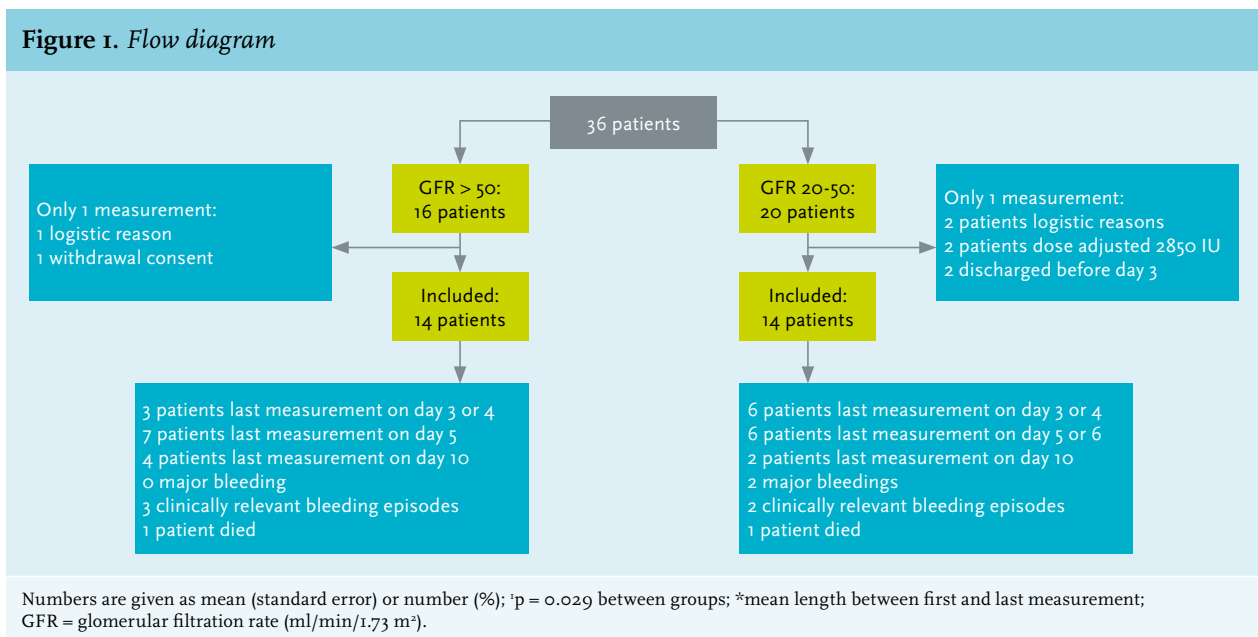 Figure 1. Flow diagram
36 patients
GFR > 50:
16 patients
GFR 20-50:
20 patients
Only 1 measurement:
1 logistic reason
1 withdrawal consent
Only 1 measurement:
2 patients logistic reasons
2 patients dose adjusted 2850 IU
2 discharged before day 3
Included:
14 patients
Included:
14 patients
3 patients last measurement on day 3 or 4
7 patients last measurement on day 5
4 patients last measurement on day 10
0 major bleeding
3 clinically relevant bleeding episodes
1 patient died
6 patients last measurement on day 3 or 4
6 patients last measurement on day 5 or 6
2 patients last measurement on day 10
2 major bleedings
2 clinically relevant bleeding episodes
1 patient died
Numbers are given as mean (standard error) or number (%); ¹p = 0.029 between groups; *mean length between first and last measurement;
GFR = glomerular filtration rate (ml/min/1.73 m²).